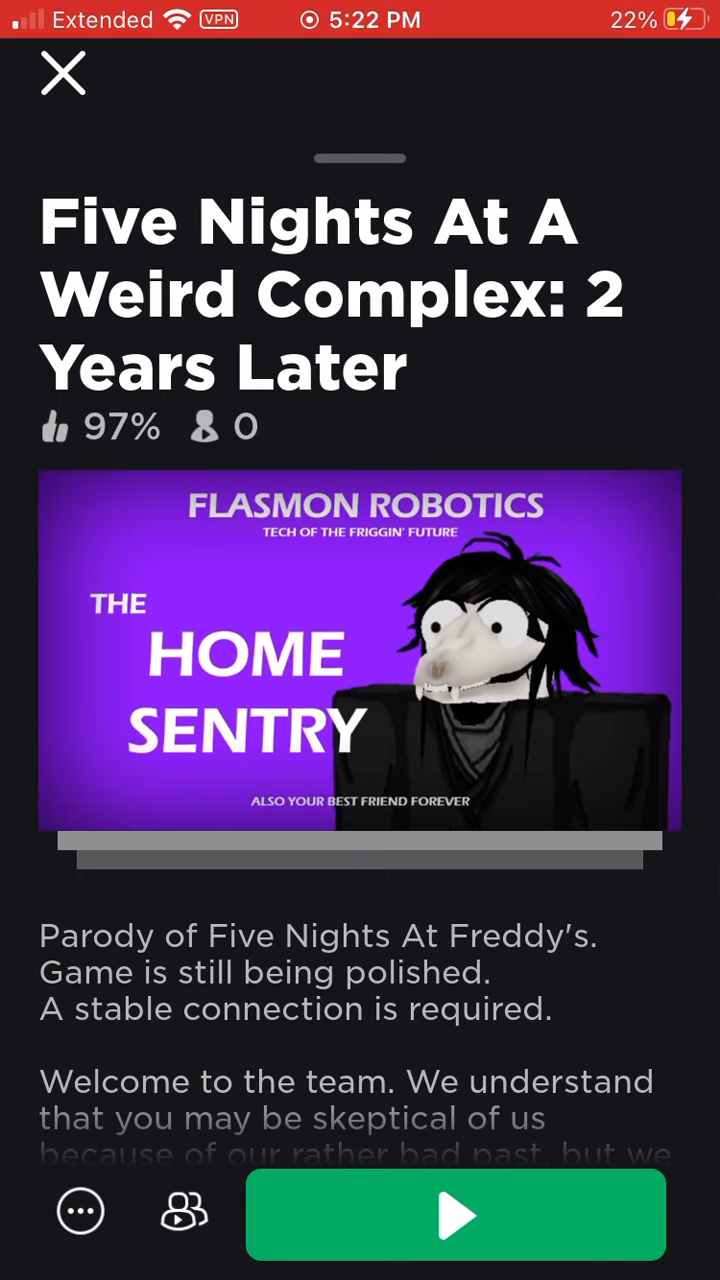 Extended VPN 5:22 PM 22%
Five Nights At A
Weird Complex: 2
Years Later
97% 0
FLASMON ROBOTICS
TECH OF THE FRIGGIN' FUTURE
THE
HOME
SENTRY
ALSO YOUR BEST FRIEND FOREVER
Parody of Five Nights At Freddy's.
Game is still being polished.
A stable connection is required.
Welcome to the team. We understand
that you may be skeptical of us
because of our rather bad past, but we